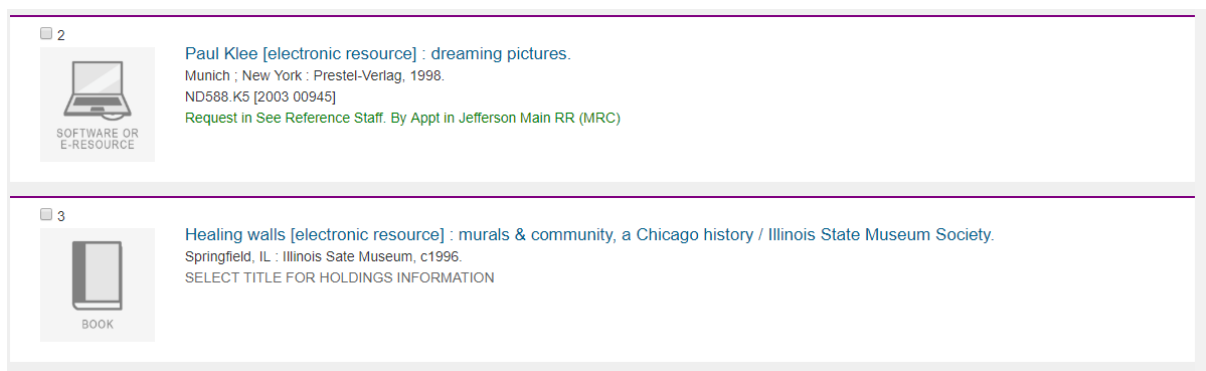 2
Paul Klee [electronic resource] : dreaming pictures.
Munich ; New York : Prestel-Verlag, 1998.
ND588.K5 [2003 00945]
Request in See Reference Staff. By Appt in Jefferson Main RR (MRC)
SOFTWARE OR
E-RESOURCE
3
Healing walls [electronic resource] : murals & community, a Chicago history / Illinois State Museum Society.
Springfield, IL : Illinois Sate Museum, c1996.
SELECT TITLE FOR HOLDINGS INFORMATION
BOOK